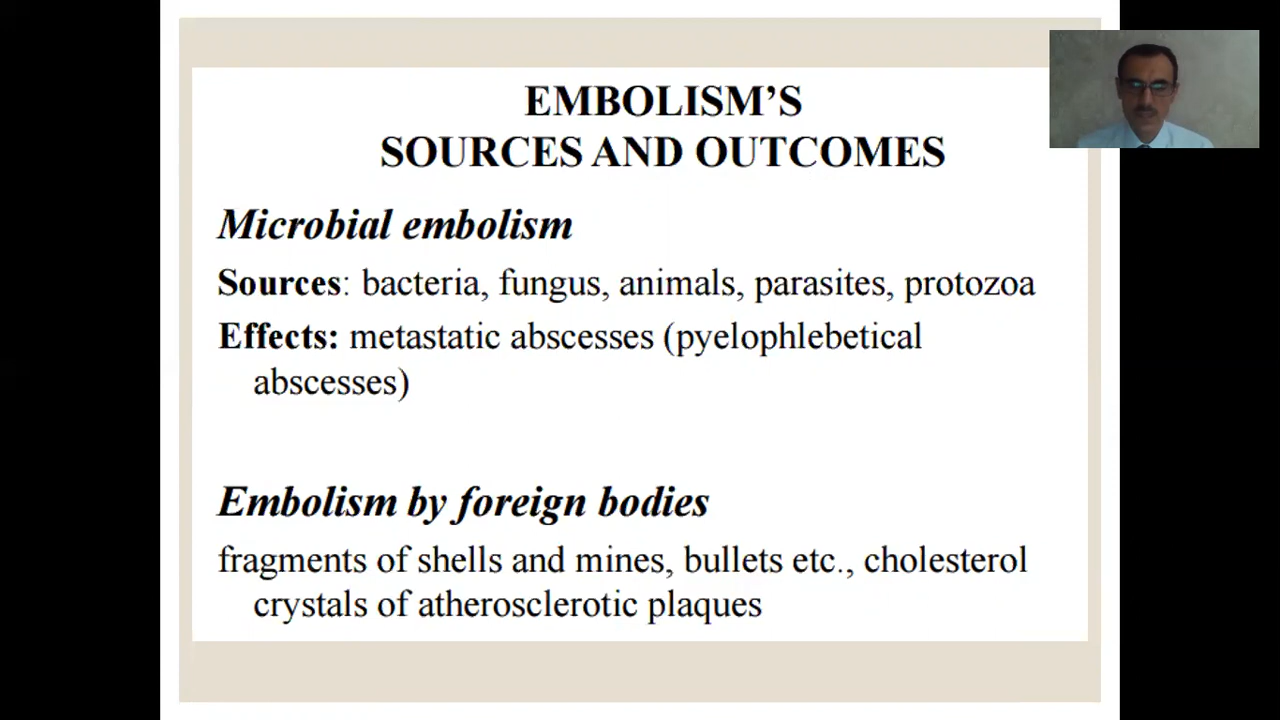 EMBOLISM’S
SOURCES AND OUTCOMES
Microbial embolism
Sources: bacteria, fungus, animals, parasites, protozoa
Effects: metastatic abscesses (pyelophlebetical
abscesses)
Embolism by foreign bodies
fragments of shells and mines, bullets etc., cholesterol
crystals of atherosclerotic plaques